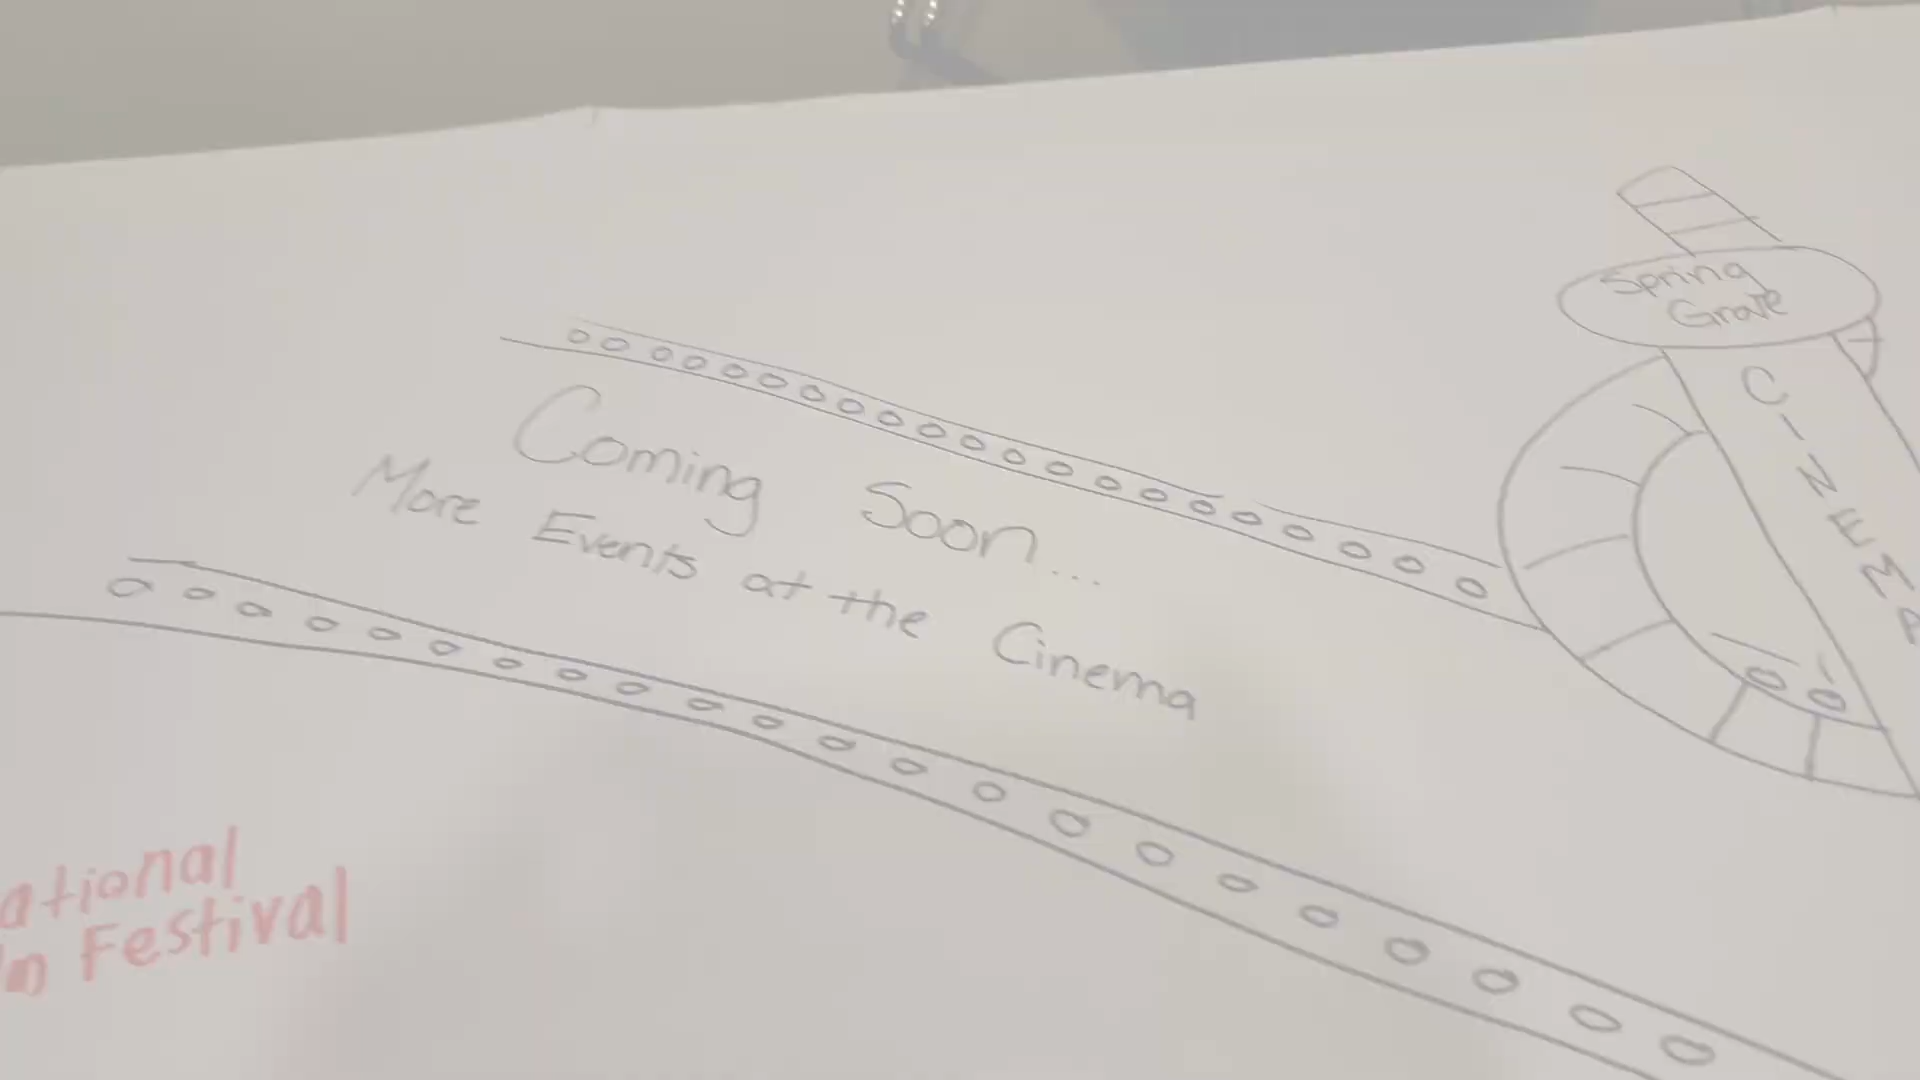 Spring
Grove
CINEMA
Coming Soon...
More Events at the Cinema
ational
Festival